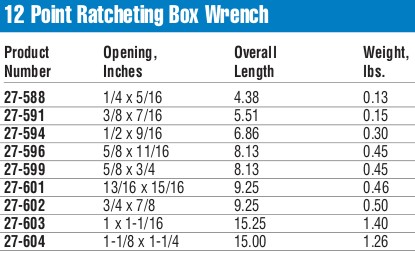 12 Point Ratcheting Box Wrench
Product Number Opening, Inches Overall Length Weight, lbs.
27-588 1/4 x 5/16 4.38 0.13
27-591 3/8 x 7/16 5.51 0.15
27-594 1/2 x 9/16 6.86 0.30
27-596 5/8 x 11/16 8.13 0.45
27-599 5/8 x 3/4 8.13 0.45
27-601 13/16 x 15/16 9.25 0.46
27-602 3/4 x 7/8 9.25 0.50
27-603 1 x 1-1/16 15.25 1.40
27-604 1-1/8 x 1-1/4 15.00 1.26